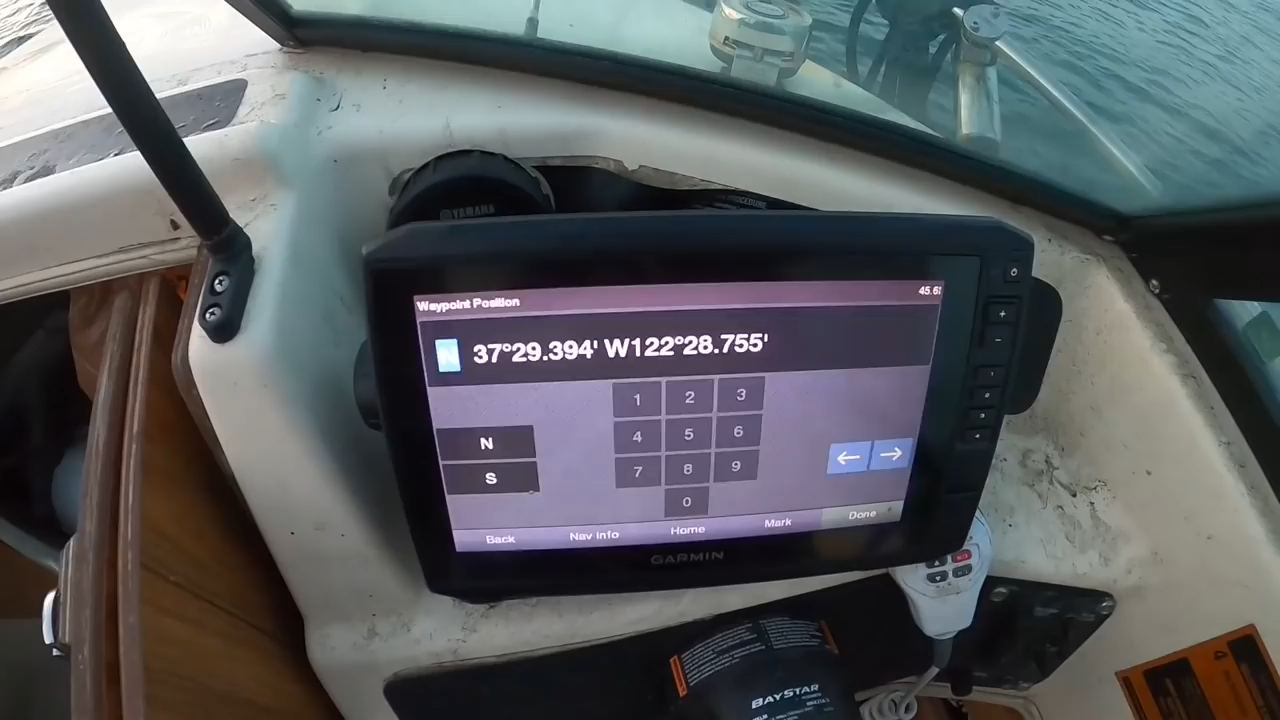 YAMAHA
Waypoint Position
45.6
37°29.394' W122°28.755'
1 2 3
4 5 6
7 8 9
0
N
S
← →
Back Nav Info Home Mark Done
GARMIN
BAYSTAR